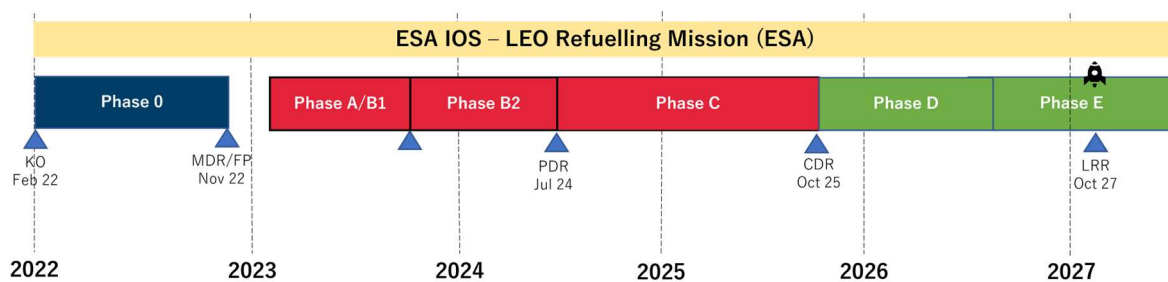 ESA IOS – LEO Refuelling Mission (ESA)
Phase 0
Phase A/B1
Phase B2
Phase C
Phase D
Phase E
KO
Feb 22
MDR/FP
Nov 22
PDR
Jul 24
CDR
Oct 25
LRR
Oct 27
2022
2023
2024
2025
2026
2027